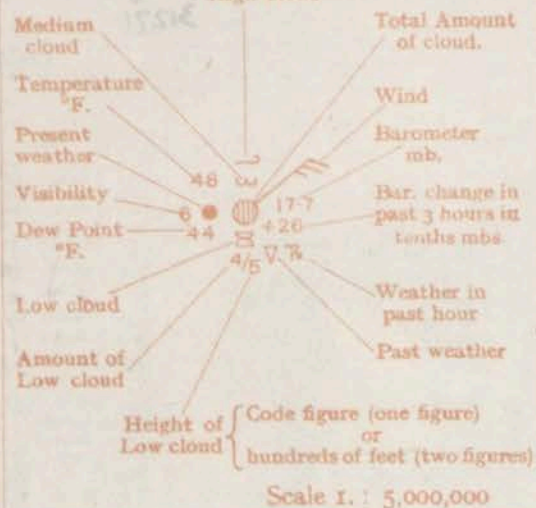 Medium
cloud
Total Amount
of cloud.
Temperature
°F.
Wind
Present
weather
Barometer
mb.
48
Visibility
6
17.7
Bar. change in
past 3 hours in
tenths mbs.
+26
Dew Point
°F.
44
4/5
Low cloud
Weather in
past hour
Amount of
Low cloud
Past weather
Height of
Low cloud
Code figure (one figure)
or
hundreds of feet (two figures)
Scale 1. : 5,000,000